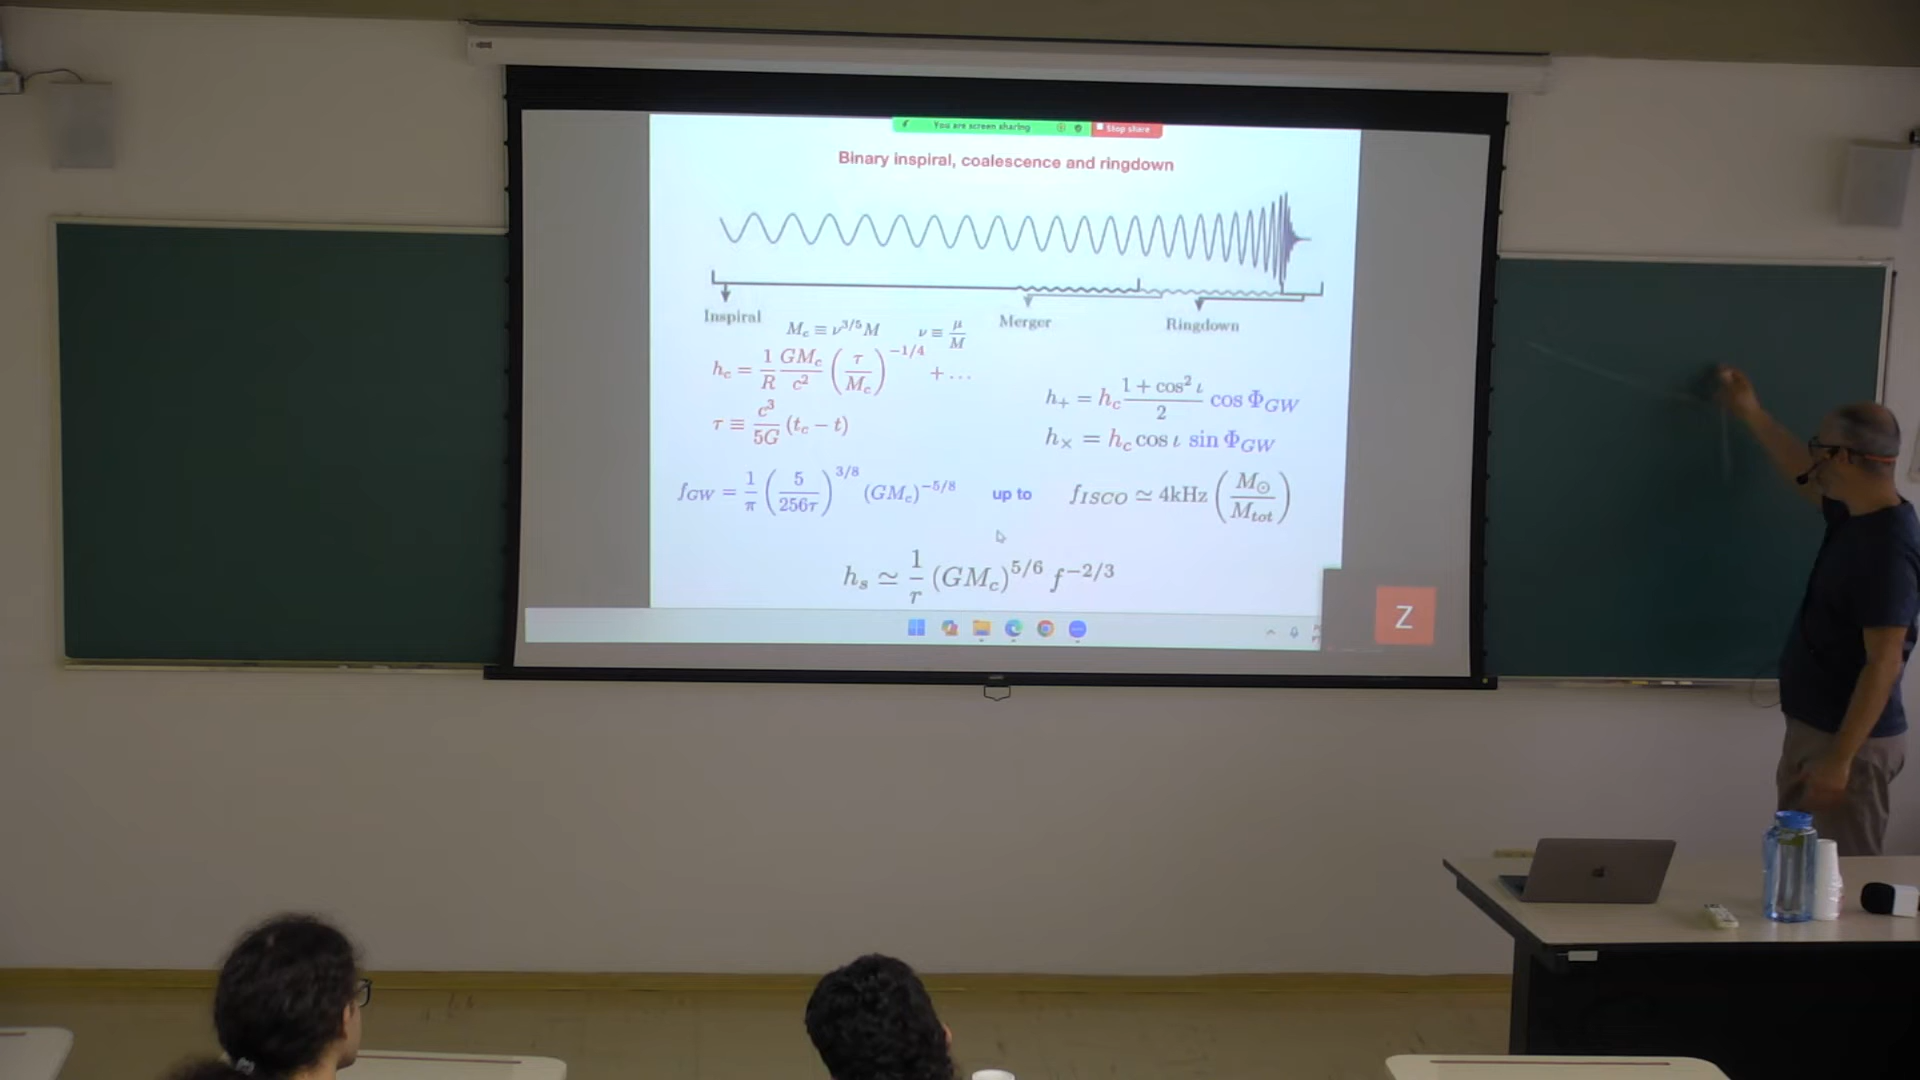 You are screen sharing Stop share
Binary inspiral, coalescence and ringdown
Inspiral Merger Ringdown
M_c ≡ ν^{3/5} M ν ≡ μ/M
h_c = 1/R GM_c/c^2 (τ/M_c)^{-1/4} + ...
τ ≡ c^3/5G (t_c − t)
h_+ = h_c (1 + cos^2 ι)/2 cos Φ_GW
h_× = h_c cos ι sin Φ_GW
f_GW = 1/π (5/256τ)^{3/8} (GM_c)^{-5/8} up to f_ISCO ≃ 4kHz (M_⊙/M_tot)
h_s ≃ 1/r (GM_c)^{5/6} f^{-2/3}
Z